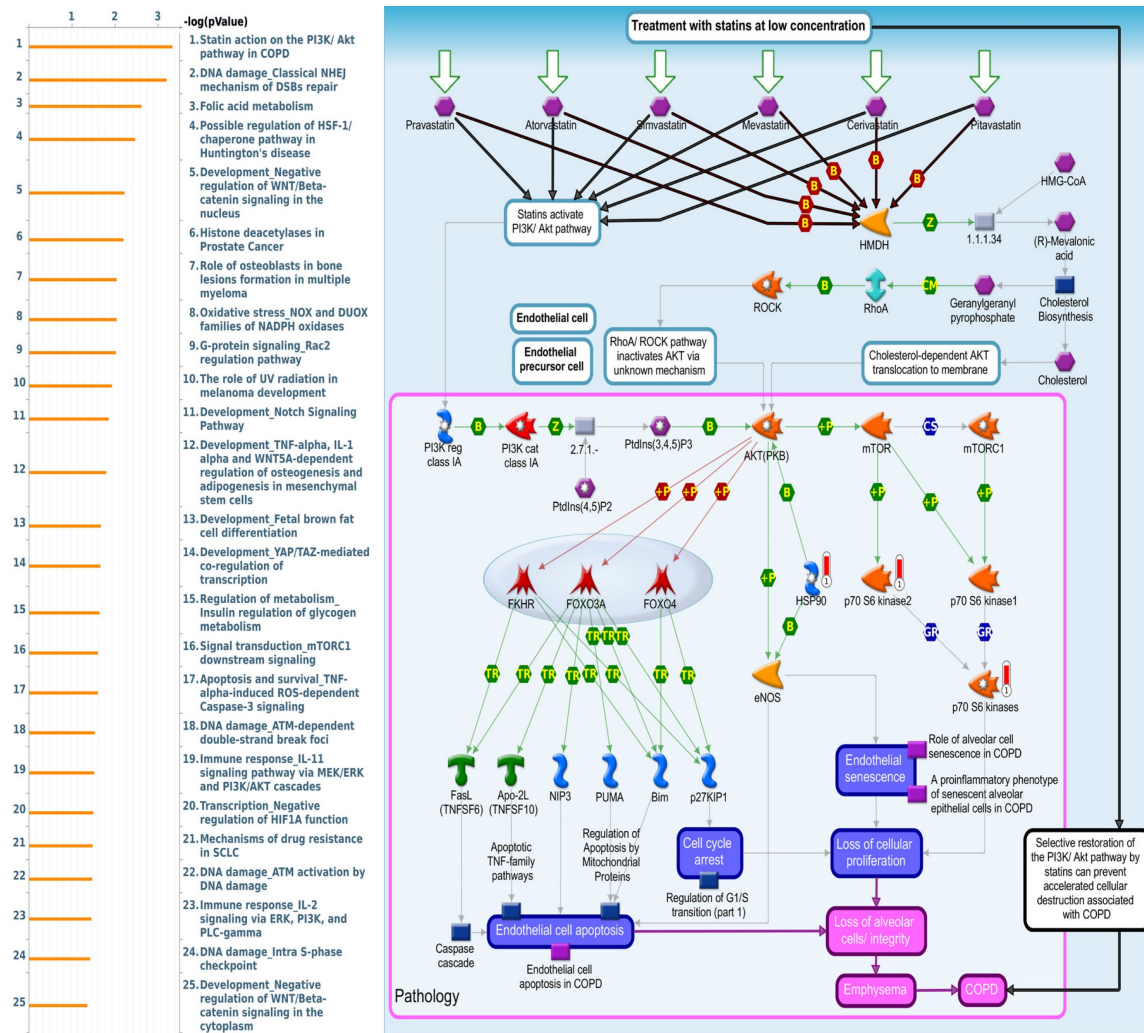 1 2 3 -log(pValue)
1 1.Statin action on the PI3K/ Akt
pathway in COPD
2 2.DNA damage_Classical NHEJ
mechanism of DSBs repair
3 3.Folic acid metabolism
4 4.Possible regulation of HSF-1/
chaperone pathway in
Huntington's disease
5 5.Development_Negative
regulation of WNT/Beta-
catenin signaling in the
nucleus
6 6.Histone deacetylases in
Prostate Cancer
7 7.Role of osteoblasts in bone
lesions formation in multiple
myeloma
8 8.Oxidative stress_NOX and DUOX
families of NADPH oxidases
9 9.G-protein signaling_Rac2
regulation pathway
10 10.The role of UV radiation in
melanoma development
11 11.Development_Notch Signaling
Pathway
12 12.Development_TNF-alpha, IL-1
alpha and WNT5A-dependent
regulation of osteogenesis and
adipogenesis in mesenchymal
stem cells
13 13.Development_Fetal brown fat
cell differentiation
14 14.Development_YAP/TAZ-mediated
co-regulation of
transcription
15 15.Regulation of metabolism_
Insulin regulation of glycogen
metabolism
16 16.Signal transduction_mTORC1
downstream signaling
17 17.Apoptosis and survival_TNF-
alpha-induced ROS-dependent
Caspase-3 signaling
18 18.DNA damage_ATM-dependent
double-strand break foci
19 19.Immune response_IL-11
signaling pathway via MEK/ERK
and PI3K/AKT cascades
20 20.Transcription_Negative
regulation of HIF1A function
21 21.Mechanisms of drug resistance
in SCLC
22 22.DNA damage_ATM activation by
DNA damage
23 23.Immune response_IL-2
signaling via ERK, PI3K, and
PLC-gamma
24 24.DNA damage_Intra S-phase
checkpoint
25 25.Development_Negative
regulation of WNT/Beta-
catenin signaling in the
cytoplasm
Treatment with statins at low concentration
Pravastatin Atorvastatin Simvastatin Mevastatin Cerivastatin Pitavastatin
B B B B B B
HMG-CoA
Statins activate
PI3K/ Akt pathway
HMDH Z 1.1.1.34 (R)-Mevalonic
acid
ROCK B RhoA CM Geranylgeranyl
pyrophosphate
Cholesterol
Biosynthesis
Endothelial cell
Endothelial
precursor cell
RhoA/ ROCK pathway
inactivates AKT via
unknown mechanism
Cholesterol-dependent AKT
translocation to membrane
Cholesterol
PI3K reg
class IA
B PI3K cat
class IA
Z 2.7.1.- PtdIns(3,4,5)P3 B AKT(PKB) +P mTOR CS mTORC1
PtdIns(4,5)P2
+P +P +P B +P +P +P
FKHR FOXO3A FOXO4 +P HSP90 1 p70 S6 kinase2 1 p70 S6 kinase1
TR TR TR B GR GR
TR TR TR TR TR TR TR
eNOS p70 S6 kinases 1
FasL
(TNFSF6)
Apo-2L
(TNFSF10)
NIP3 PUMA Bim p27KIP1
Endothelial
senescence
Role of alveolar cell
senescence in COPD
A proinflammatory phenotype
of senescent alveolar
epithelial cells in COPD
Apoptotic
TNF-family
pathways
Regulation of
Apoptosis by
Mitochondrial
Proteins
Cell cycle
arrest
Regulation of G1/S
transition (part 1)
Loss of cellular
proliferation
Selective restoration of
the PI3K/ Akt pathway by
statins can prevent
accelerated cellular
destruction associated
with COPD
Caspase
cascade
Endothelial cell apoptosis
Endothelial cell
apoptosis in COPD
Loss of alveolar
cells/ integrity
Pathology
Emphysema COPD